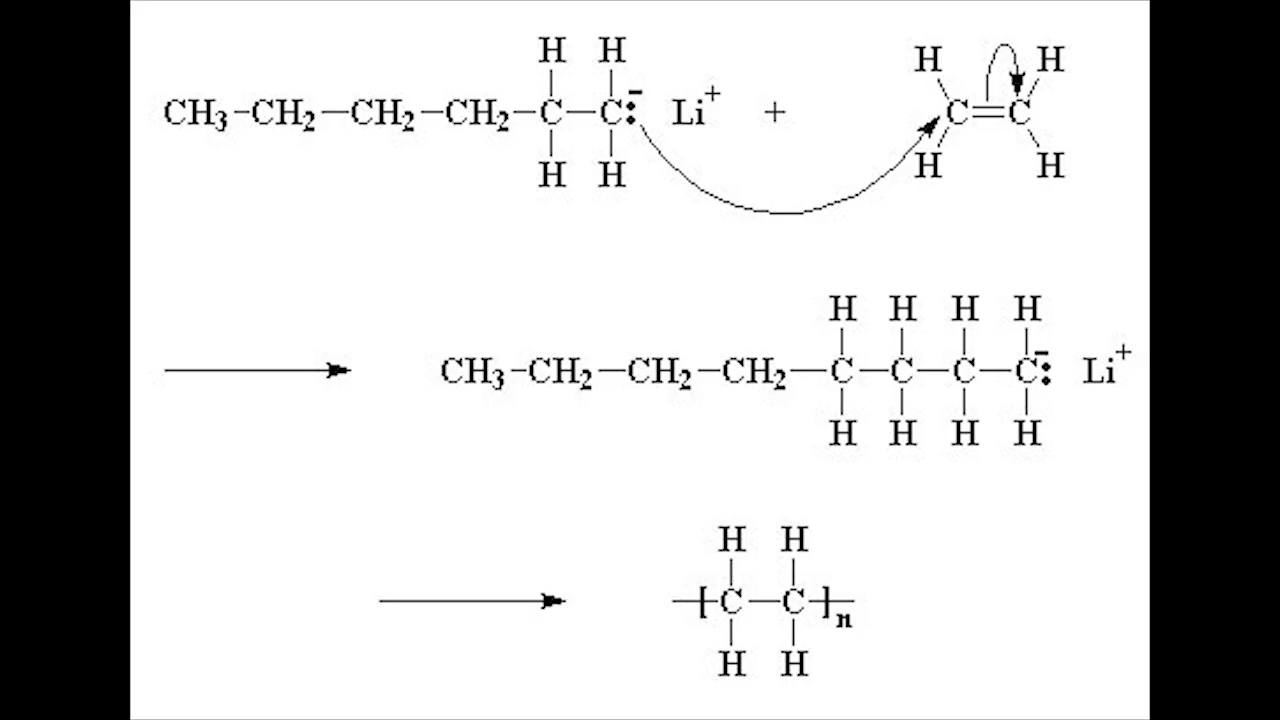 H H H H
CH3-CH2-CH2-CH2-C-C:- Li+ + C=C
H H H H
H H H H
CH3-CH2-CH2-CH2-C-C-C-C:- Li+
H H H H
H H
-[C-C-]n
H H